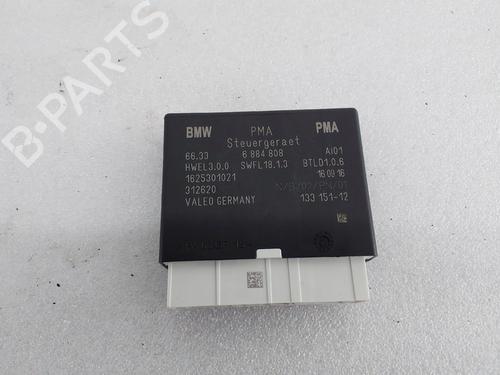 BMW PMA PMA
Steuergeraet
66.33 6 884 808 Ai01
HWEL3.0.0 SWFL18.1.3 BTLD1.0.6
1625301021 16 09 16
312620
VALEO GERMANY 133 151-12
B-PARTS